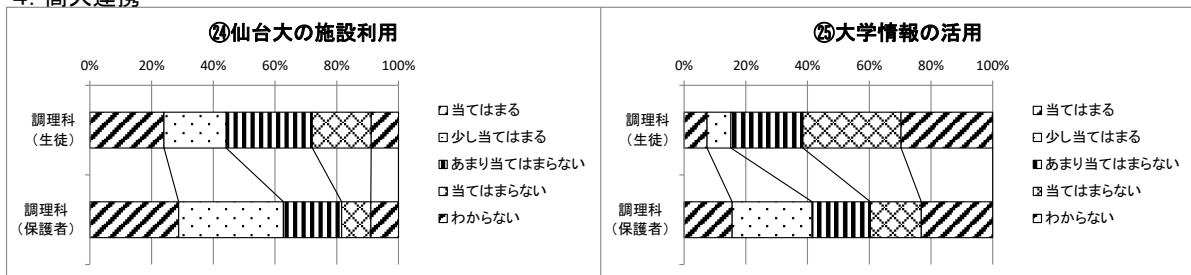 ㉔仙台大の施設利用
0% 20% 40% 60% 80% 100%
調理科
（生徒）
調理科
（保護者）
当てはまる
少し当てはまる
あまり当てはまらない
当てはまらない
わからない
㉕大学情報の活用
0% 20% 40% 60% 80% 100%
調理科
（生徒）
調理科
（保護者）
当てはまる
少し当てはまる
あまり当てはまらない
当てはまらない
わからない